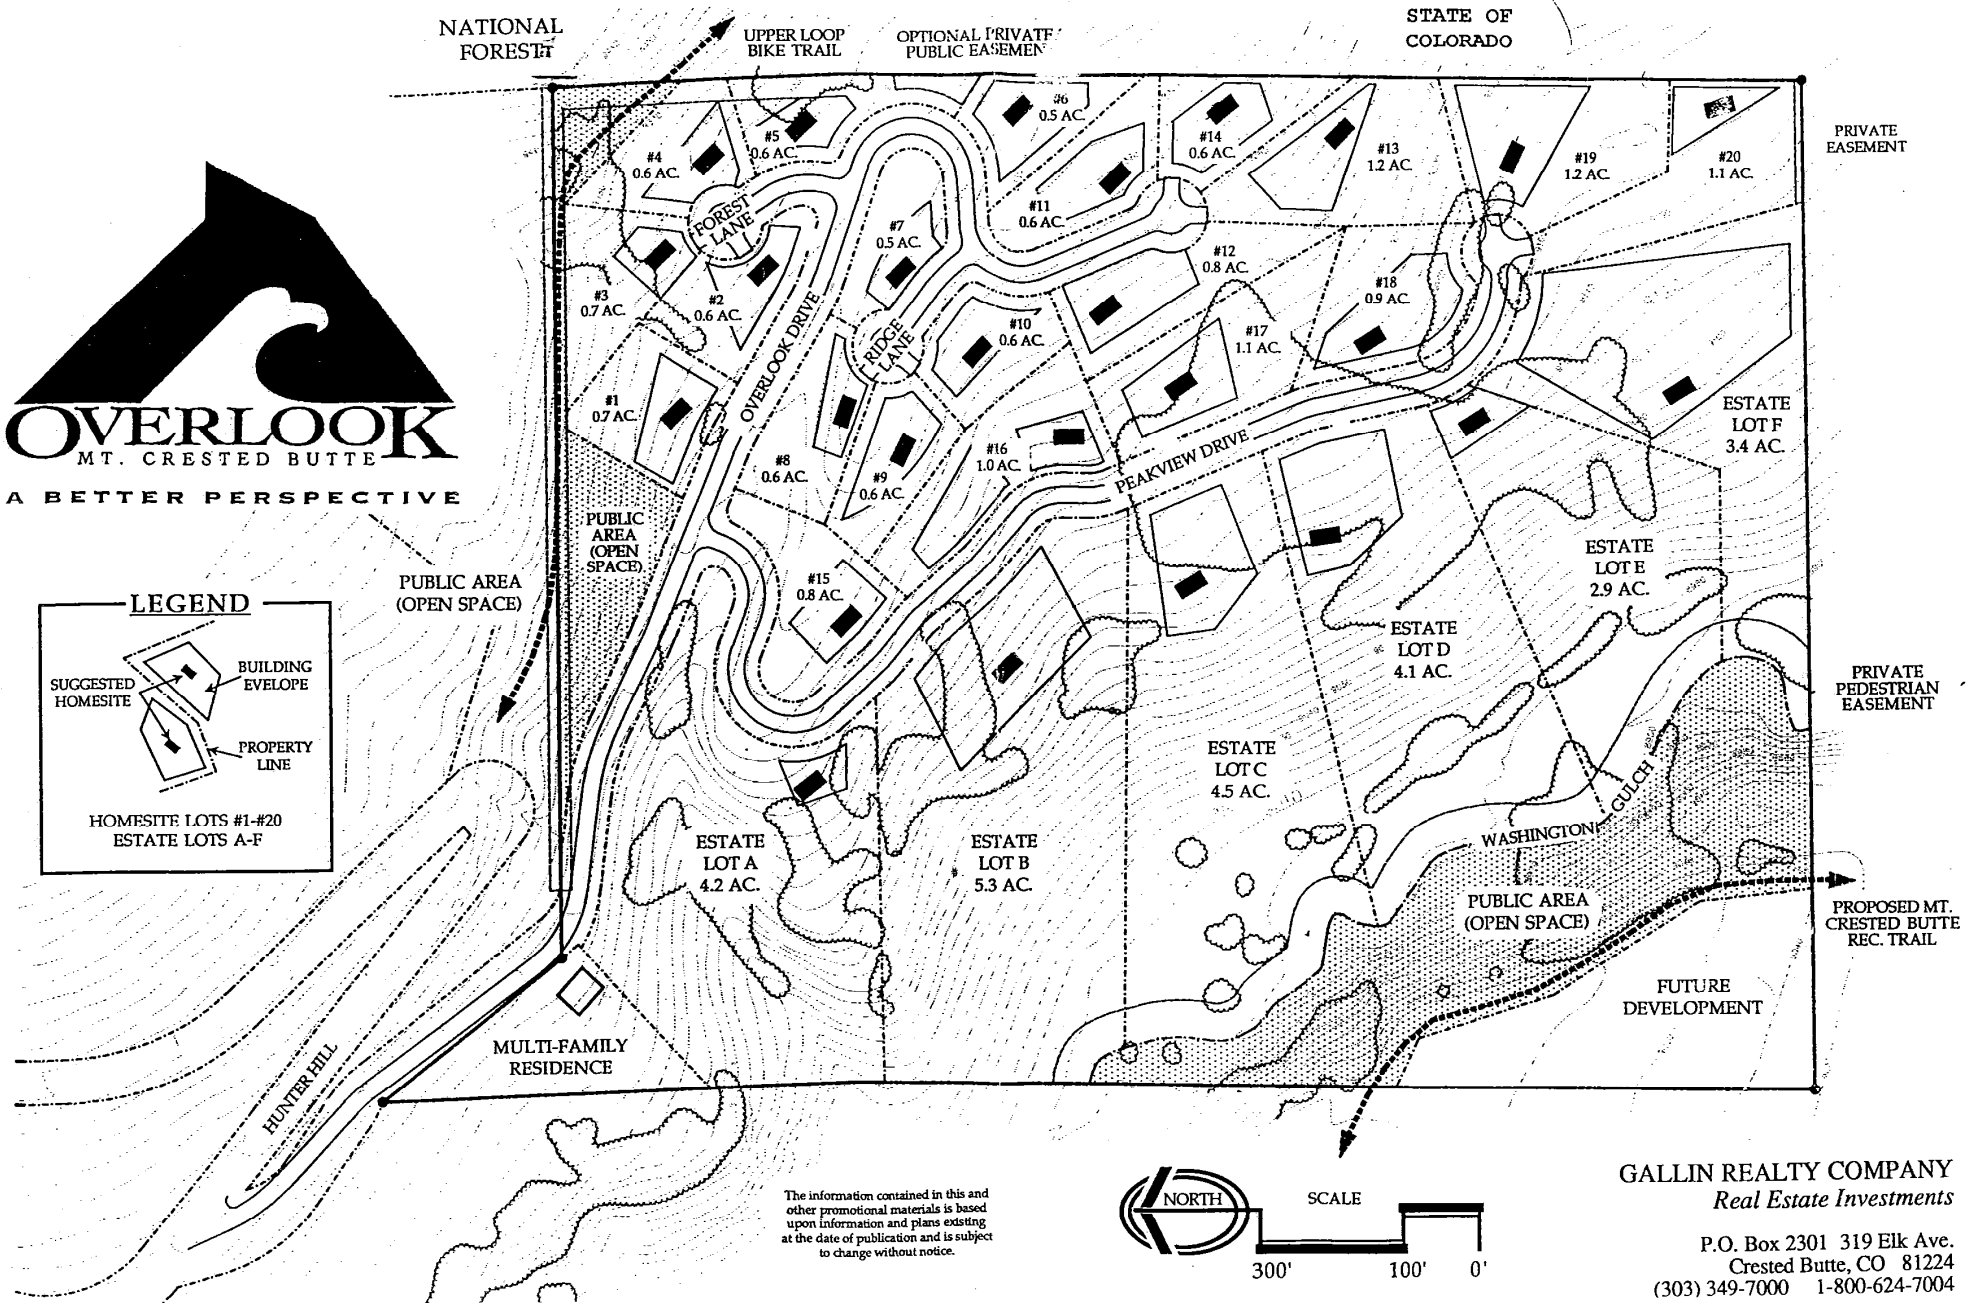 NATIONAL
FOREST
UPPER LOOP
BIKE TRAIL
OPTIONAL PRIVATE/
PUBLIC EASEMENT
STATE OF
COLORADO
PRIVATE
EASEMENT
#4
0.6 AC.
#5
0.6 AC.
#6
0.5 AC.
#14
0.6 AC.
#13
1.2 AC.
#19
1.2 AC.
#20
1.1 AC.
#11
0.6 AC.
FOREST
LANE
#7
0.5 AC.
#12
0.8 AC.
#3
0.7 AC.
#2
0.6 AC.
#18
0.9 AC.
OVERLOOK DRIVE
RIDGE
LANE
#10
0.6 AC.
#17
1.1 AC.
#1
0.7 AC.
ESTATE
LOT F
3.4 AC.
OVERLOOK
MT. CRESTED BUTTE
A BETTER PERSPECTIVE
#8
0.6 AC.
#9
0.6 AC.
#16
1.0 AC.
PEAKVIEW DRIVE
PUBLIC
AREA
(OPEN
SPACE)
PUBLIC AREA
(OPEN SPACE)
#15
0.8 AC.
ESTATE
LOT E
2.9 AC.
ESTATE
LOT D
4.1 AC.
LEGEND
SUGGESTED
HOMESITE
BUILDING
EVELOPE
PROPERTY
LINE
HOMESITE LOTS #1-#20
ESTATE LOTS A-F
PRIVATE
PEDESTRIAN
EASEMENT
ESTATE
LOT C
4.5 AC.
ESTATE
LOT A
4.2 AC.
ESTATE
LOT B
5.3 AC.
WASHINGTON
GULCH
PUBLIC AREA
(OPEN SPACE)
PROPOSED MT.
CRESTED BUTTE
REC. TRAIL
FUTURE
DEVELOPMENT
MULTI-FAMILY
RESIDENCE
HUNTER HILL
The information contained in this and
other promotional materials is based
upon information and plans existing
at the date of publication and is subject
to change without notice.
NORTH
SCALE
300' 100' 0'
GALLIN REALTY COMPANY
Real Estate Investments
P.O. Box 2301 319 Elk Ave.
Crested Butte, CO 81224
(303) 349-7000 1-800-624-7004